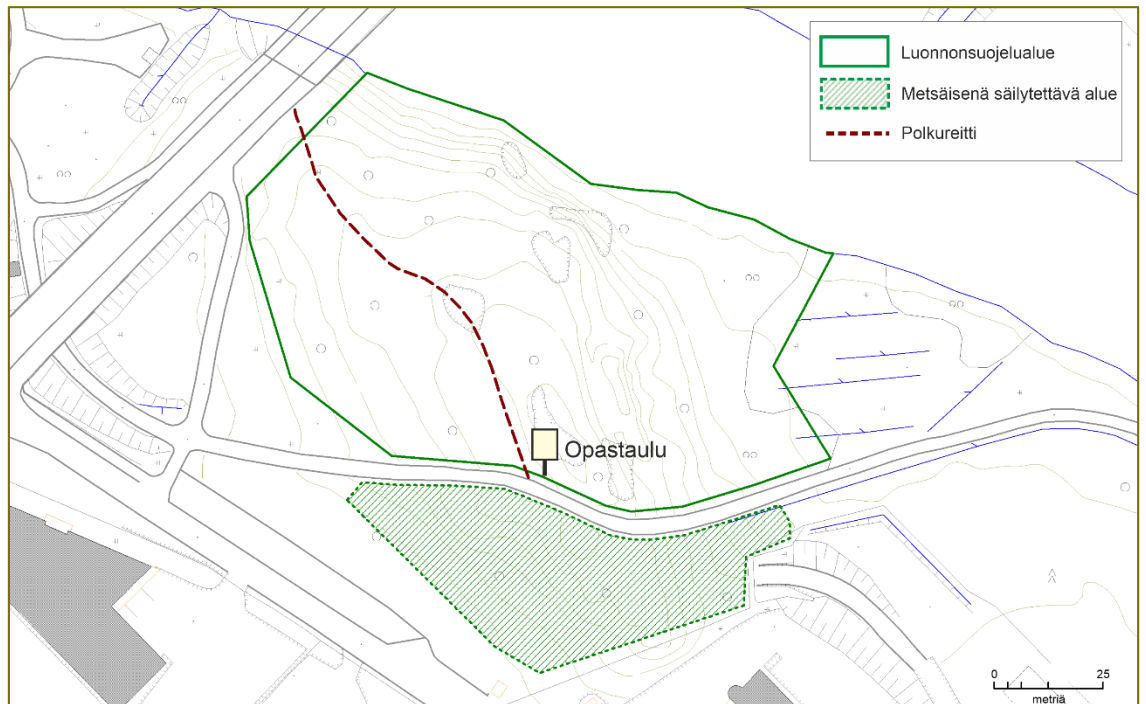 Luonnonsuojelualue
Metsäisenä säilytettävä alue
Polkureitti
Opastaulu
0 25
metriä